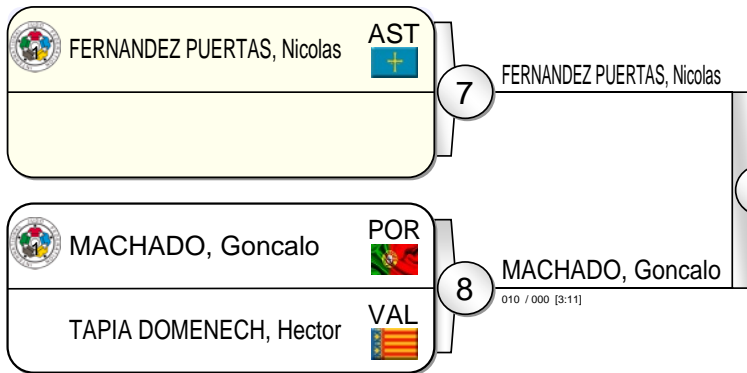 FERNANDEZ PUERTAS, Nicolas AST
7
FERNANDEZ PUERTAS, Nicolas
MACHADO, Goncalo POR
8
MACHADO, Goncalo
010 / 000 [3:11]
TAPIA DOMENECH, Hector VAL